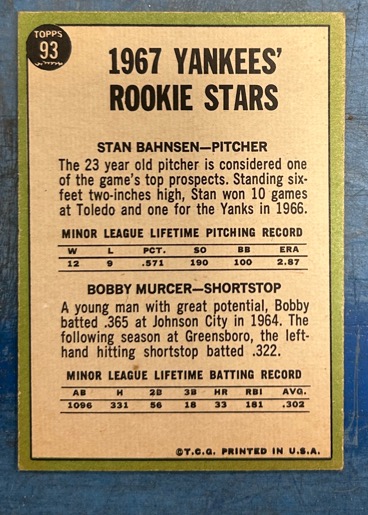 TOPPS
93
1967 YANKEES'
ROOKIE STARS
STAN BAHNSEN—PITCHER
The 23 year old pitcher is considered one
of the game's top prospects. Standing six-
feet two-inches high, Stan won 10 games
at Toledo and one for the Yanks in 1966.
MINOR LEAGUE LIFETIME PITCHING RECORD
W L PCT. SO BB ERA
12 9 .571 190 100 2.87
BOBBY MURCER—SHORTSTOP
A young man with great potential, Bobby
batted .365 at Johnson City in 1964. The
following season at Greensboro, the left-
hand hitting shortstop batted .322.
MINOR LEAGUE LIFETIME BATTING RECORD
AB H 2B 3B HR RBI AVG.
1096 331 56 18 33 181 .302
©T.C.G. PRINTED IN U.S.A.